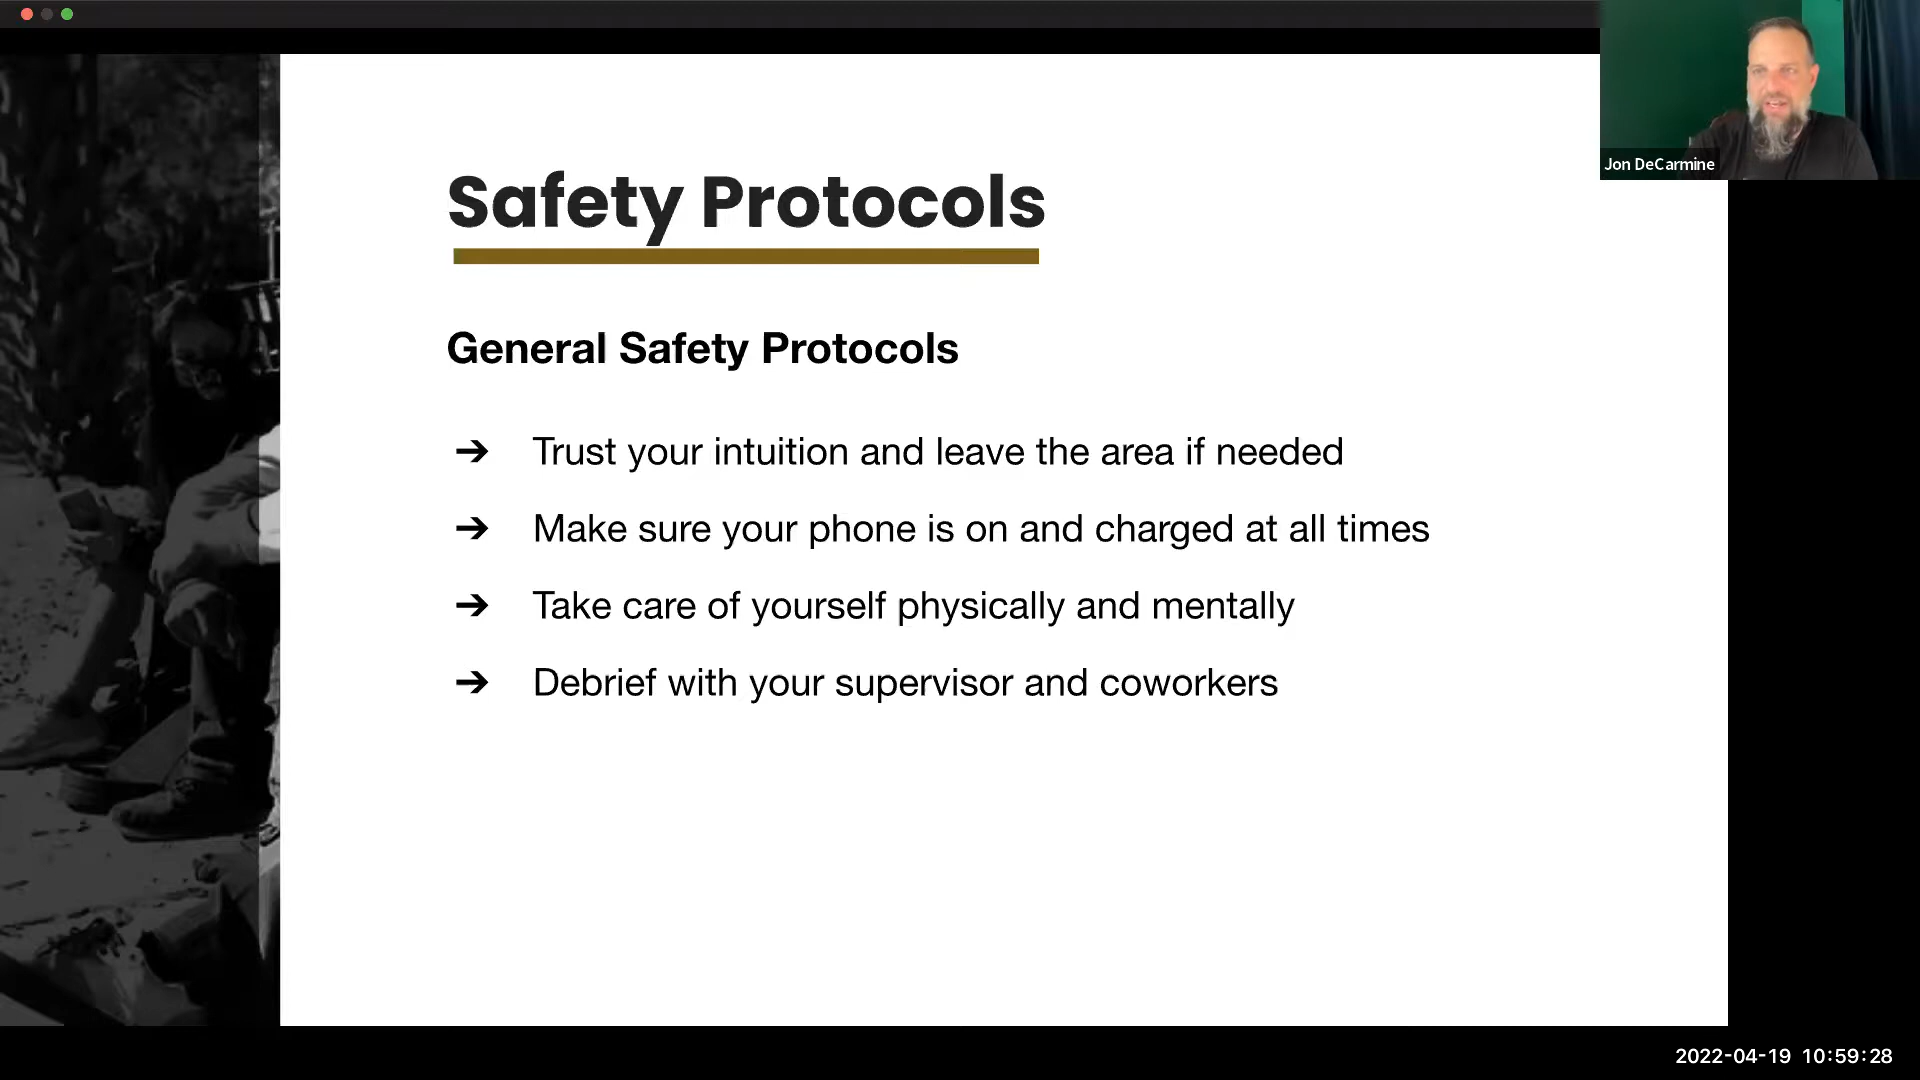 Jon DeCarmine
Safety Protocols
General Safety Protocols
➔ Trust your intuition and leave the area if needed
➔ Make sure your phone is on and charged at all times
➔ Take care of yourself physically and mentally
➔ Debrief with your supervisor and coworkers
2022-04-19 10:59:28